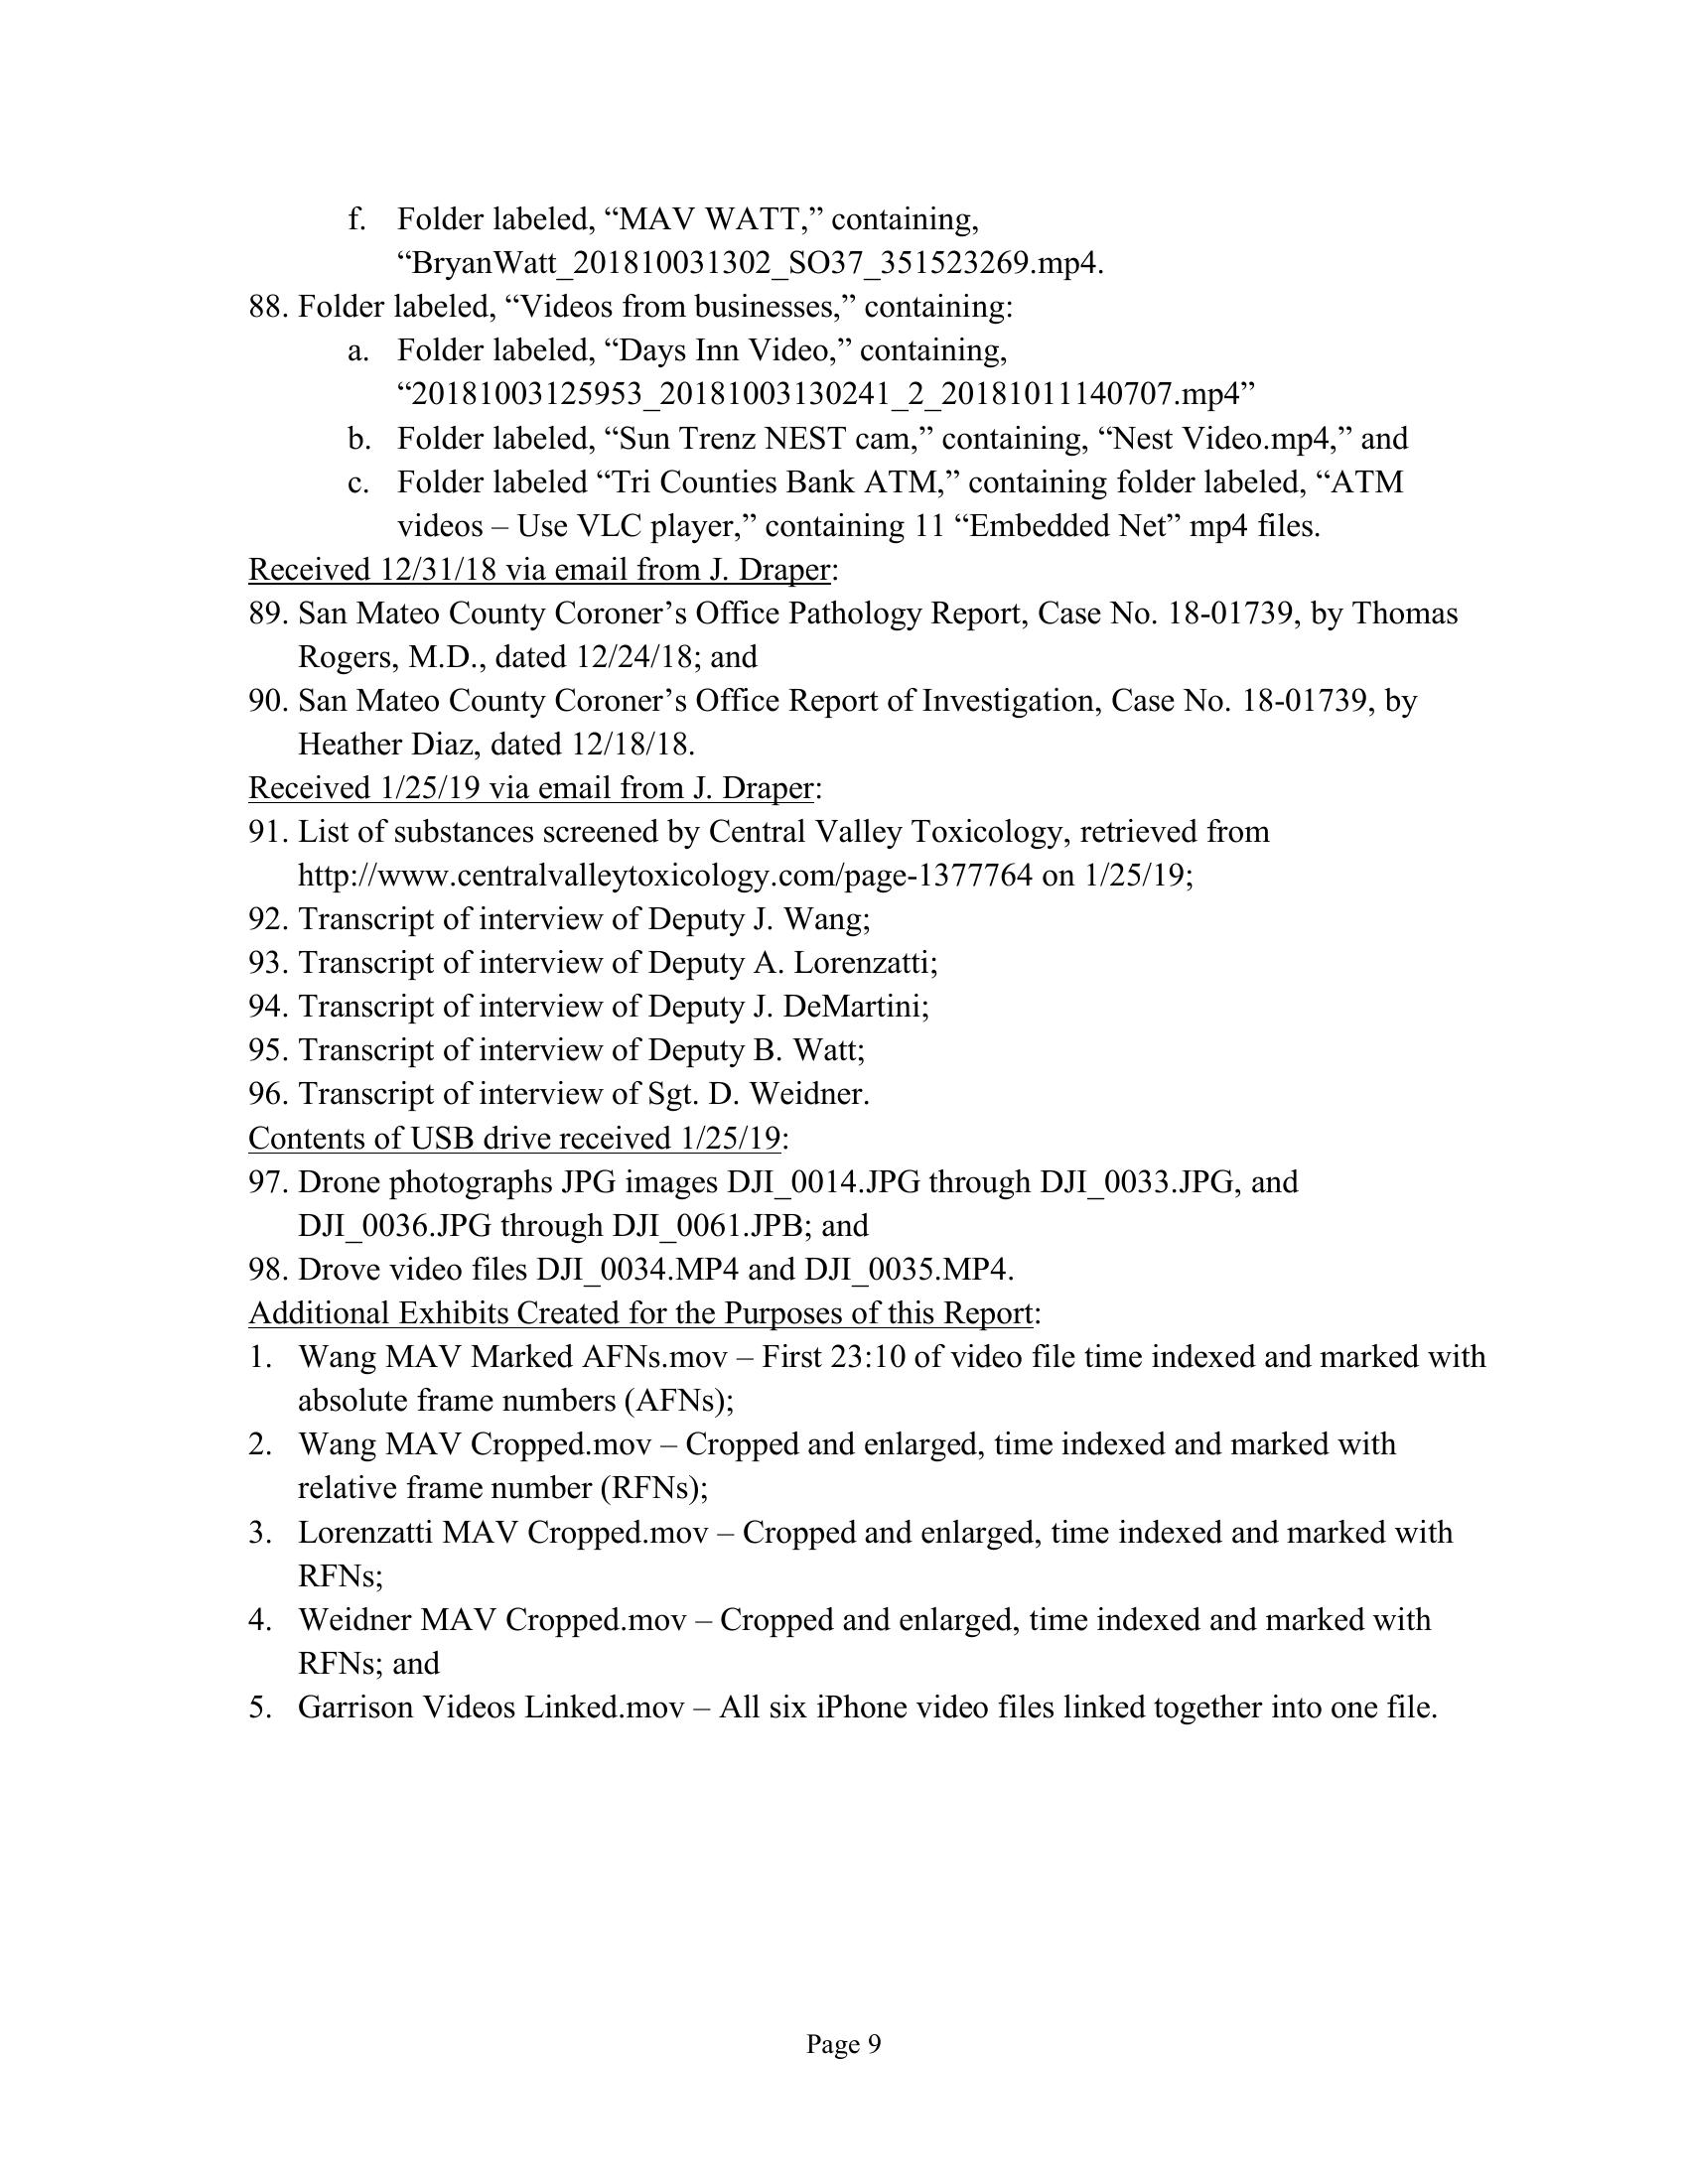 f. Folder labeled, “MAV WATT,” containing,
“BryanWatt_201810031302_SO37_351523269.mp4.
88. Folder labeled, “Videos from businesses,” containing:
a. Folder labeled, “Days Inn Video,” containing,
“20181003125953_20181003130241_2_20181011140707.mp4”
b. Folder labeled, “Sun Trenz NEST cam,” containing, “Nest Video.mp4,” and
c. Folder labeled “Tri Counties Bank ATM,” containing folder labeled, “ATM
videos – Use VLC player,” containing 11 “Embedded Net” mp4 files.
Received 12/31/18 via email from J. Draper:
89. San Mateo County Coroner’s Office Pathology Report, Case No. 18-01739, by Thomas
Rogers, M.D., dated 12/24/18; and
90. San Mateo County Coroner’s Office Report of Investigation, Case No. 18-01739, by
Heather Diaz, dated 12/18/18.
Received 1/25/19 via email from J. Draper:
91. List of substances screened by Central Valley Toxicology, retrieved from
http://www.centralvalleytoxicology.com/page-1377764 on 1/25/19;
92. Transcript of interview of Deputy J. Wang;
93. Transcript of interview of Deputy A. Lorenzatti;
94. Transcript of interview of Deputy J. DeMartini;
95. Transcript of interview of Deputy B. Watt;
96. Transcript of interview of Sgt. D. Weidner.
Contents of USB drive received 1/25/19:
97. Drone photographs JPG images DJI_0014.JPG through DJI_0033.JPG, and
DJI_0036.JPG through DJI_0061.JPB; and
98. Drove video files DJI_0034.MP4 and DJI_0035.MP4.
Additional Exhibits Created for the Purposes of this Report:
1. Wang MAV Marked AFNs.mov – First 23:10 of video file time indexed and marked with
absolute frame numbers (AFNs);
2. Wang MAV Cropped.mov – Cropped and enlarged, time indexed and marked with
relative frame number (RFNs);
3. Lorenzatti MAV Cropped.mov – Cropped and enlarged, time indexed and marked with
RFNs;
4. Weidner MAV Cropped.mov – Cropped and enlarged, time indexed and marked with
RFNs; and
5. Garrison Videos Linked.mov – All six iPhone video files linked together into one file.
Page 9